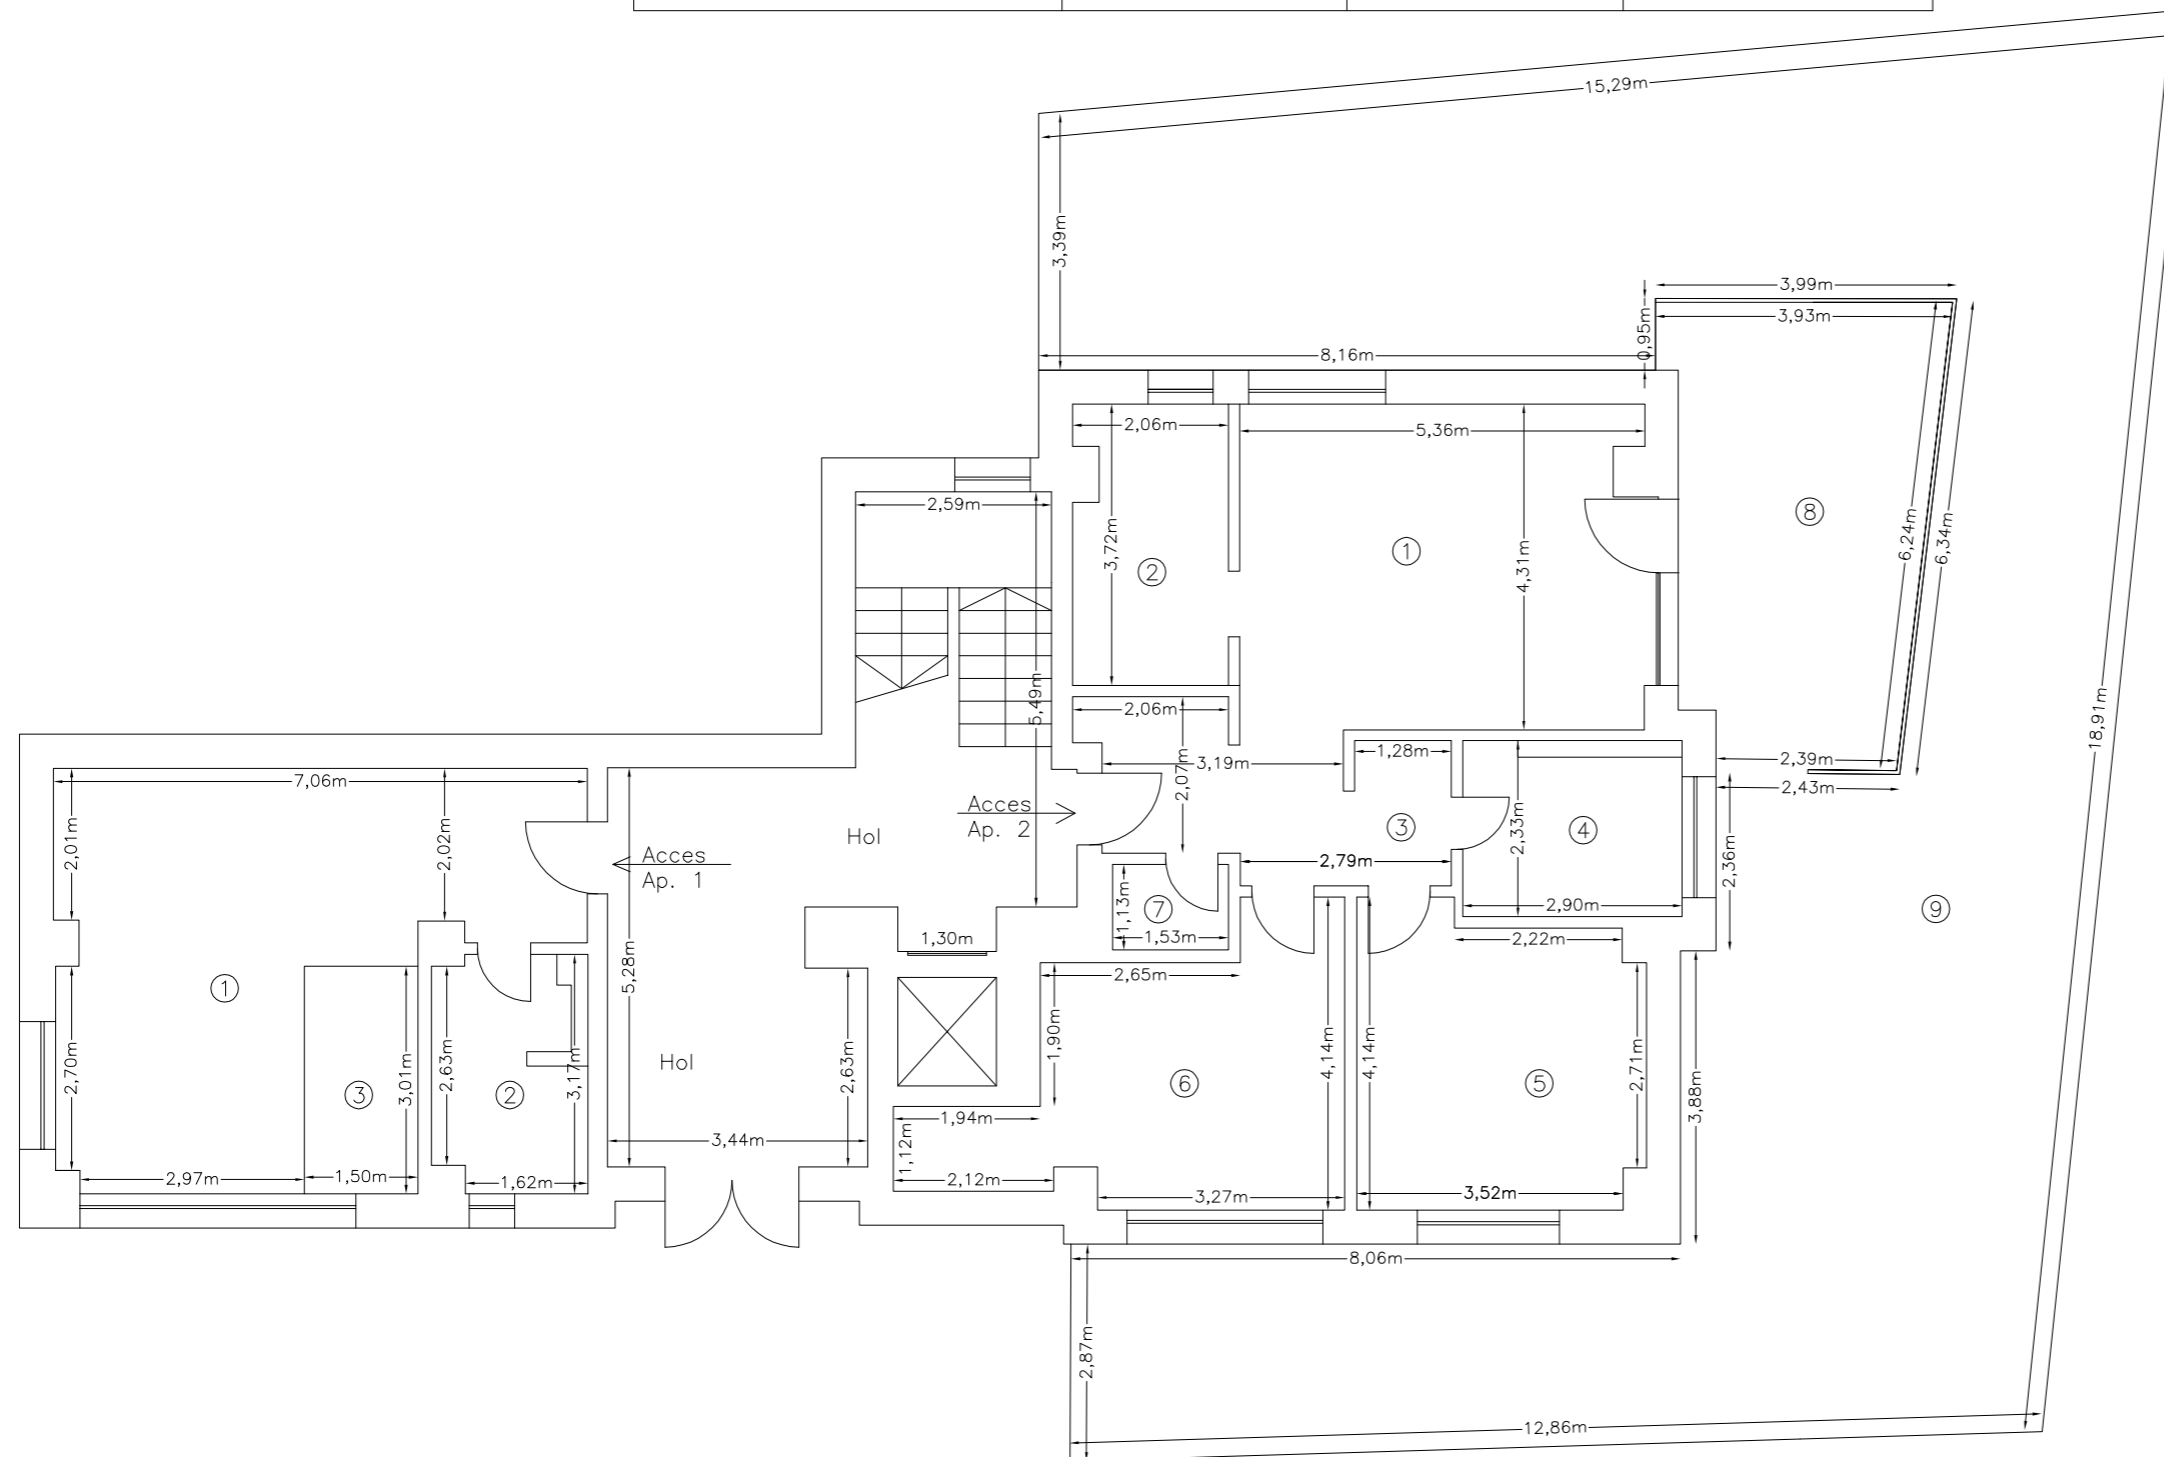 15,29m
3,39m
3,99m
3,93m
0,95m
8,16m
2,06m
5,36m
2,59m
3,72m
4,31m
6,24m
6,34m
8
1
2
5,49m
2,06m
18,91m
7,06m
2,01m
2,02m
2,07m
3,19m
1,28m
2,39m
2,43m
Acces
Ap. 2
Hol
3
2,33m
4
2,36m
Acces
Ap. 1
2,79m
1,13m
7
1,53m
2,90m
9
1,30m
2,22m
5,28m
2,65m
1
1,90m
Hol
2,70m
3
3,01m
2,63m
2
3,17m
2,63m
6
4,14m
4,14m
5
2,71m
3,88m
1,94m
1,12m
3,44m
2,97m
1,50m
1,62m
2,12m
3,27m
3,52m
8,06m
2,87m
12,86m